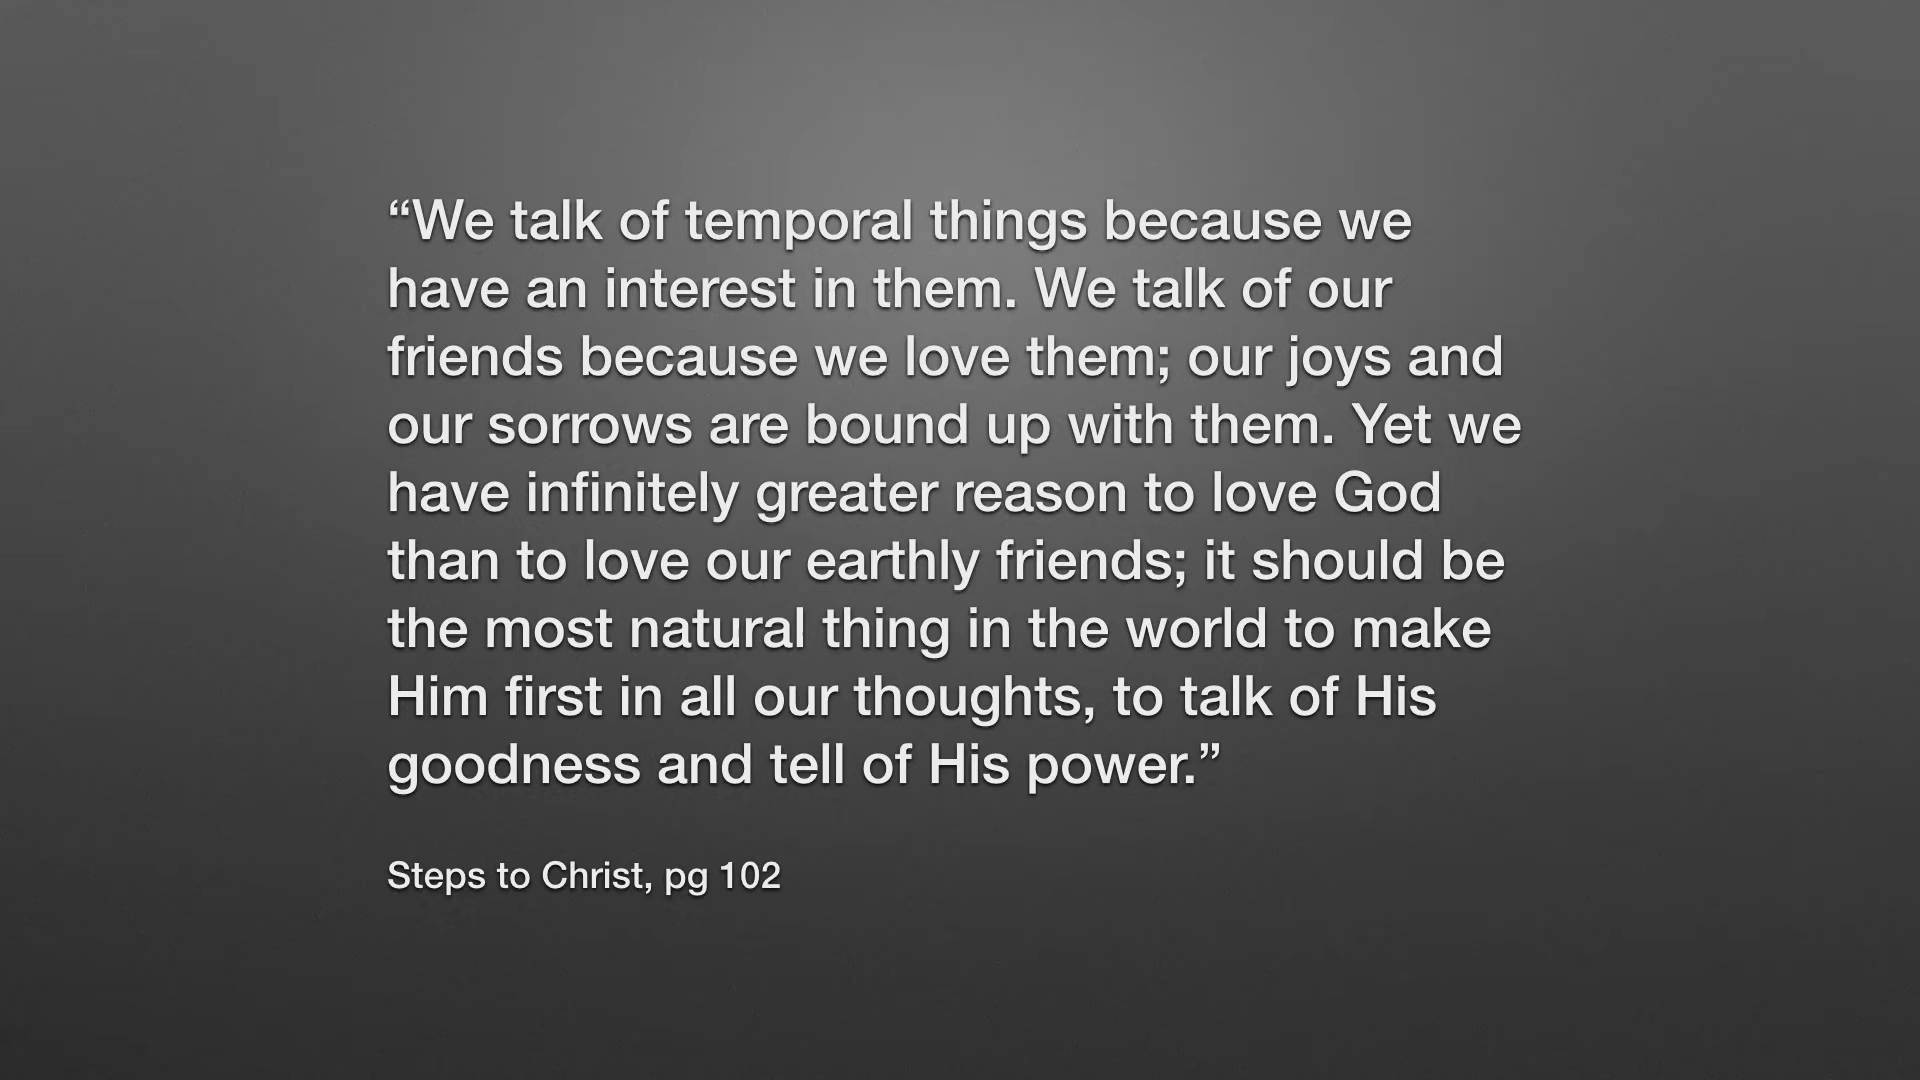 “We talk of temporal things because we
have an interest in them. We talk of our
friends because we love them; our joys and
our sorrows are bound up with them. Yet we
have infinitely greater reason to love God
than to love our earthly friends; it should be
the most natural thing in the world to make
Him first in all our thoughts, to talk of His
goodness and tell of His power.”
Steps to Christ, pg 102